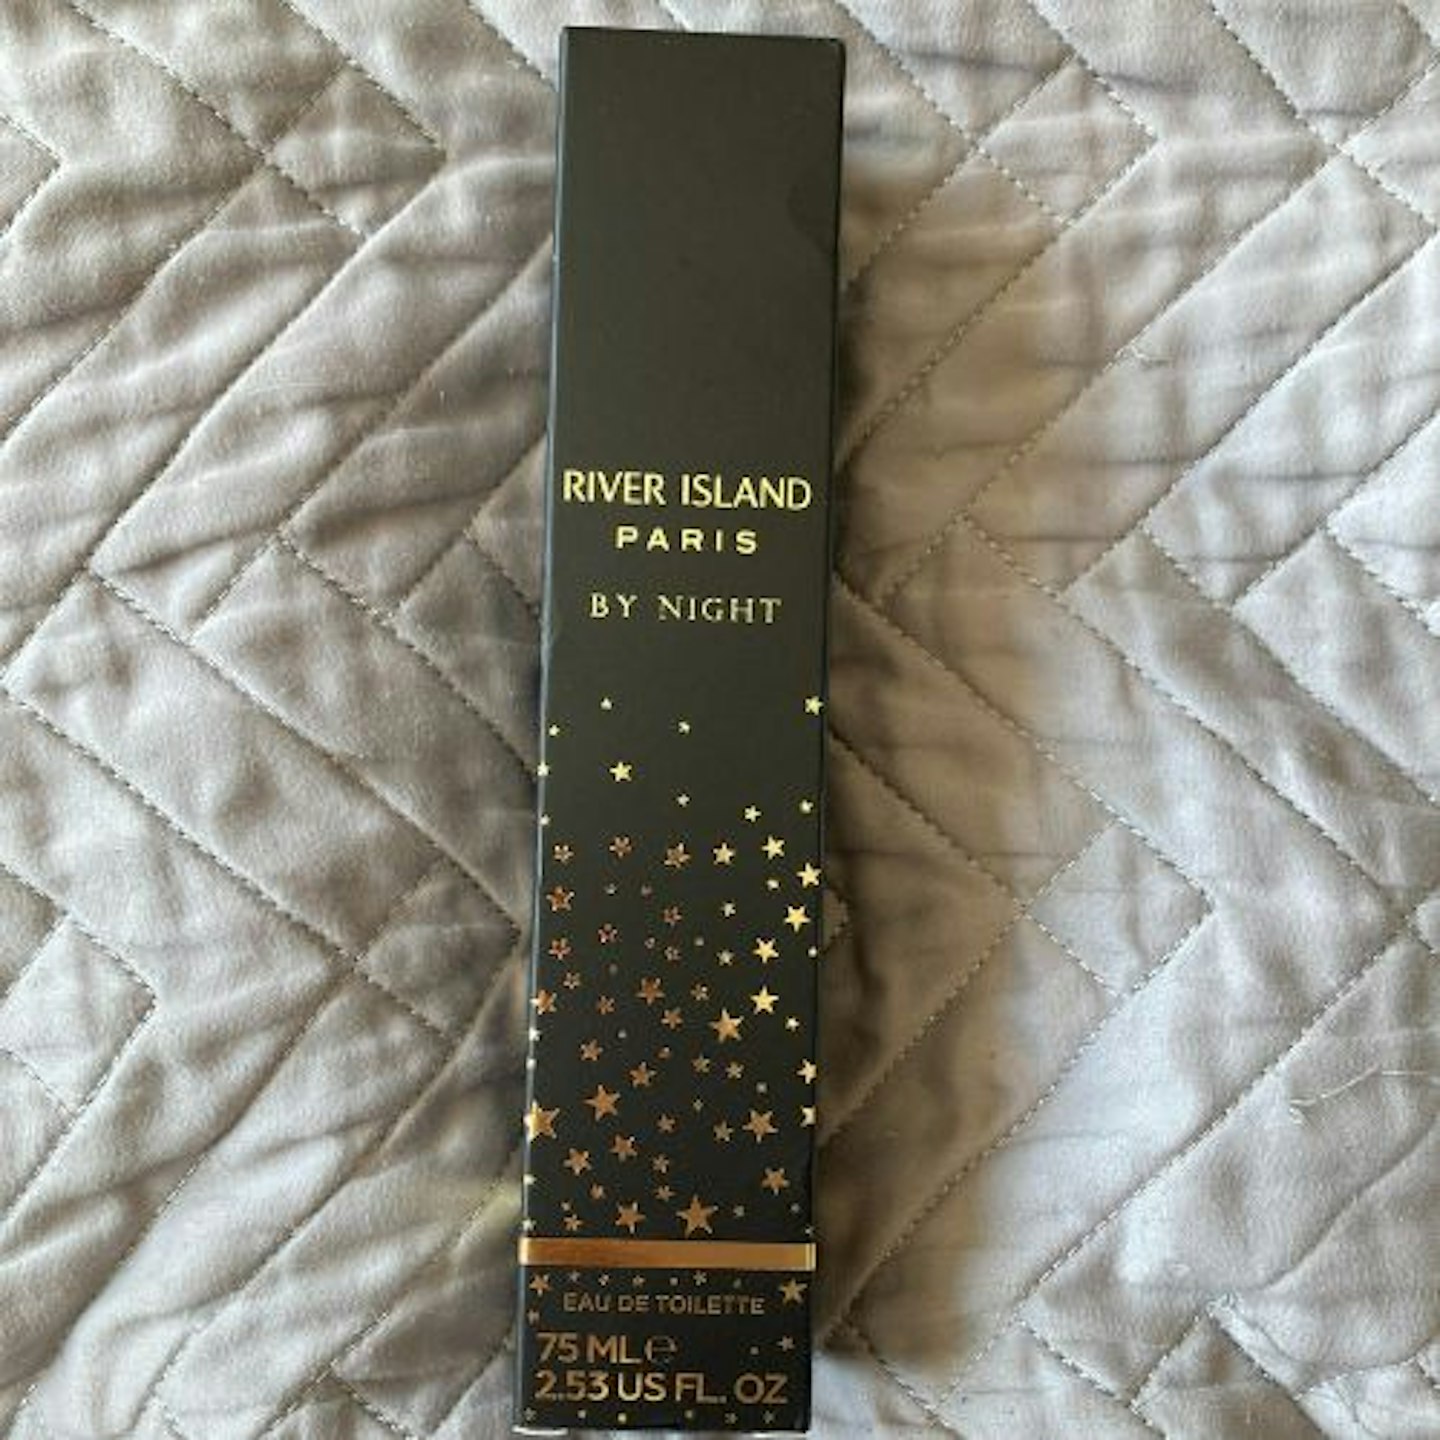 RIVER ISLAND
PARIS
BY NIGHT
EAU DE TOILETTE
75 ML ℮
2.53 US FL. OZ